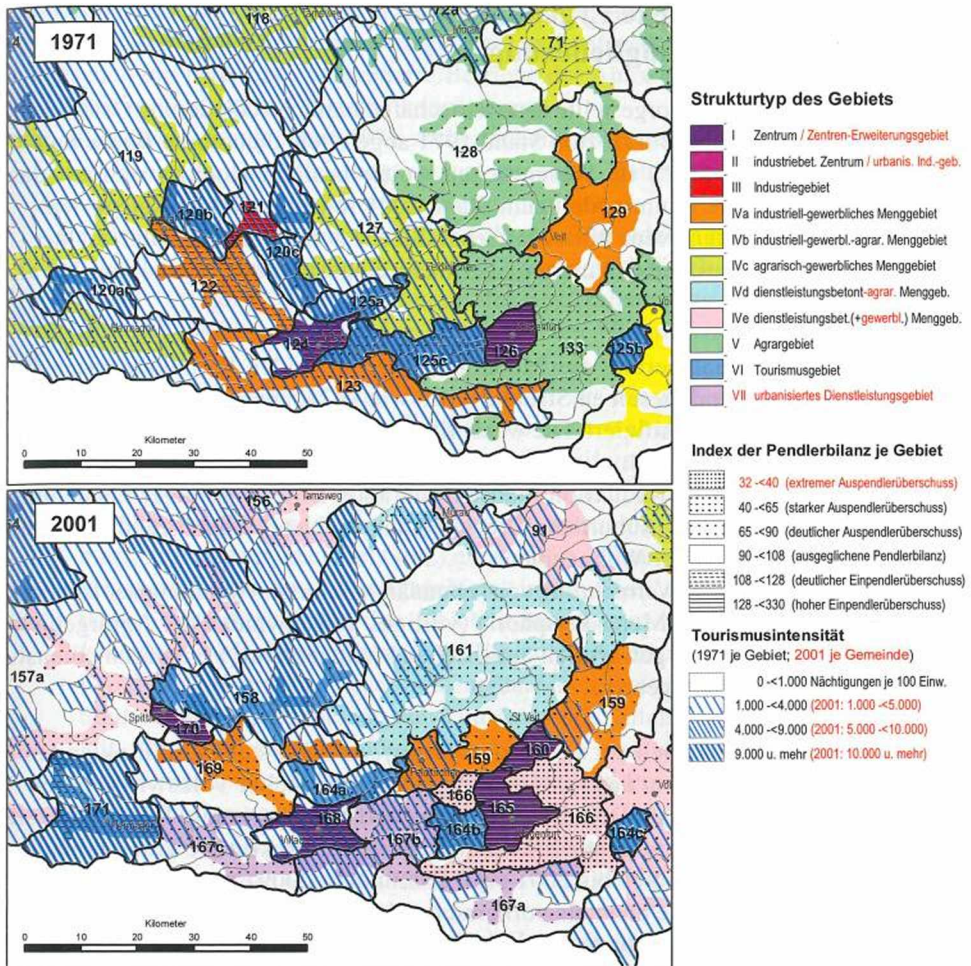 1971
118
72a
71
119
128
120b
121
127
129
St Veit
120c
120a
122
125a
124
125c
126
133
125b
123
Kilometer
0 10 20 30 40 50
2001
156
Tamsweg
Murau
91
157a
161
158
St Veit
159
170
160
159
169
164a
166
165
171
168
167b
164b
166
164c
167c
167a
Kilometer
0 10 20 30 40 50
Strukturtyp des Gebiets
I Zentrum / Zentren-Erweiterungsgebiet
II industriebet. Zentrum / urbanis. Ind.-geb.
III Industriegebiet
IVa industriell-gewerbliches Menggebiet
IVb industriell-gewerbl.-agrar. Menggebiet
IVc agrarisch-gewerbliches Menggebiet
IVd dienstleistungsbetont-agrar. Menggeb.
IVe dienstleistungsbet.(+gewerbl.) Menggeb.
V Agrargebiet
VI Tourismusgebiet
VII urbanisiertes Dienstleistungsgebiet
Index der Pendlerbilanz je Gebiet
32 -<40 (extremer Auspendlerüberschuss)
40 -<65 (starker Auspendlerüberschuss)
65 -<90 (deutlicher Auspendlerüberschuss)
90 -<108 (ausgeglichene Pendlerbilanz)
108 -<128 (deutlicher Einpendlerüberschuss)
128 -<330 (hoher Einpendlerüberschuss)
Tourismusintensität
(1971 je Gebiet; 2001 je Gemeinde)
0 -<1.000 Nächtigungen je 100 Einw.
1.000 -<4.000 (2001: 1.000 -<5.000)
4.000 -<9.000 (2001: 5.000 -<10.000)
9.000 u. mehr (2001: 10.000 u. mehr)